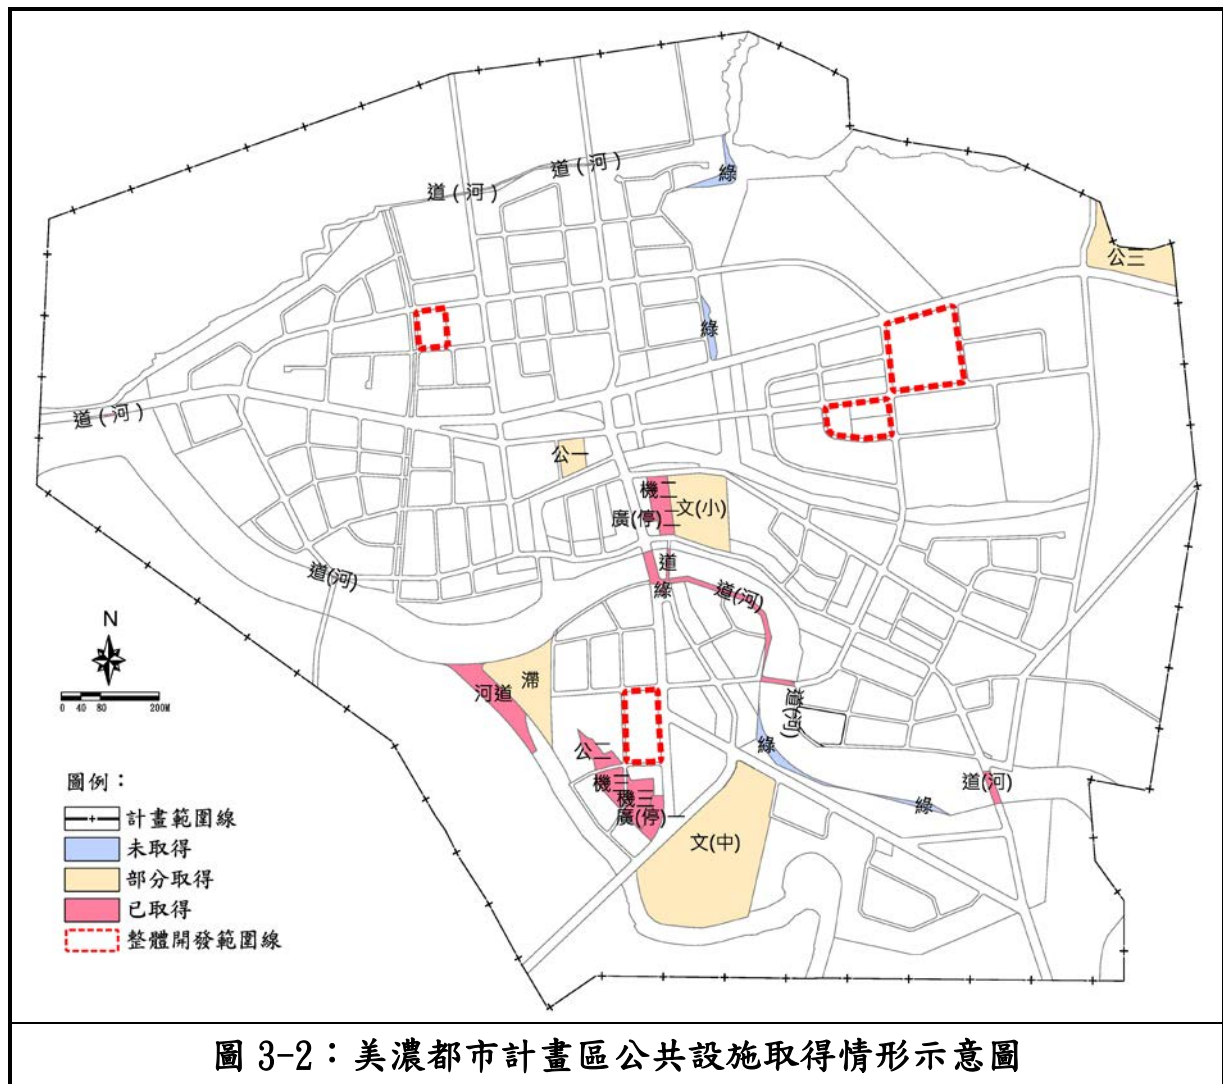 道(河)
綠
道(河)
公三
綠
道(河)
公一
機二
文(小)
廣(停)二
道
道(河)
綠
道(河)
N
0 40 80 200M
滯
河道
道(河)
綠
公二
機三
機三
廣(停)一
道(河)
綠
文(中)
圖例：
計畫範圍線
未取得
部分取得
已取得
整體開發範圍線
圖 3-2：美濃都市計畫區公共設施取得情形示意圖